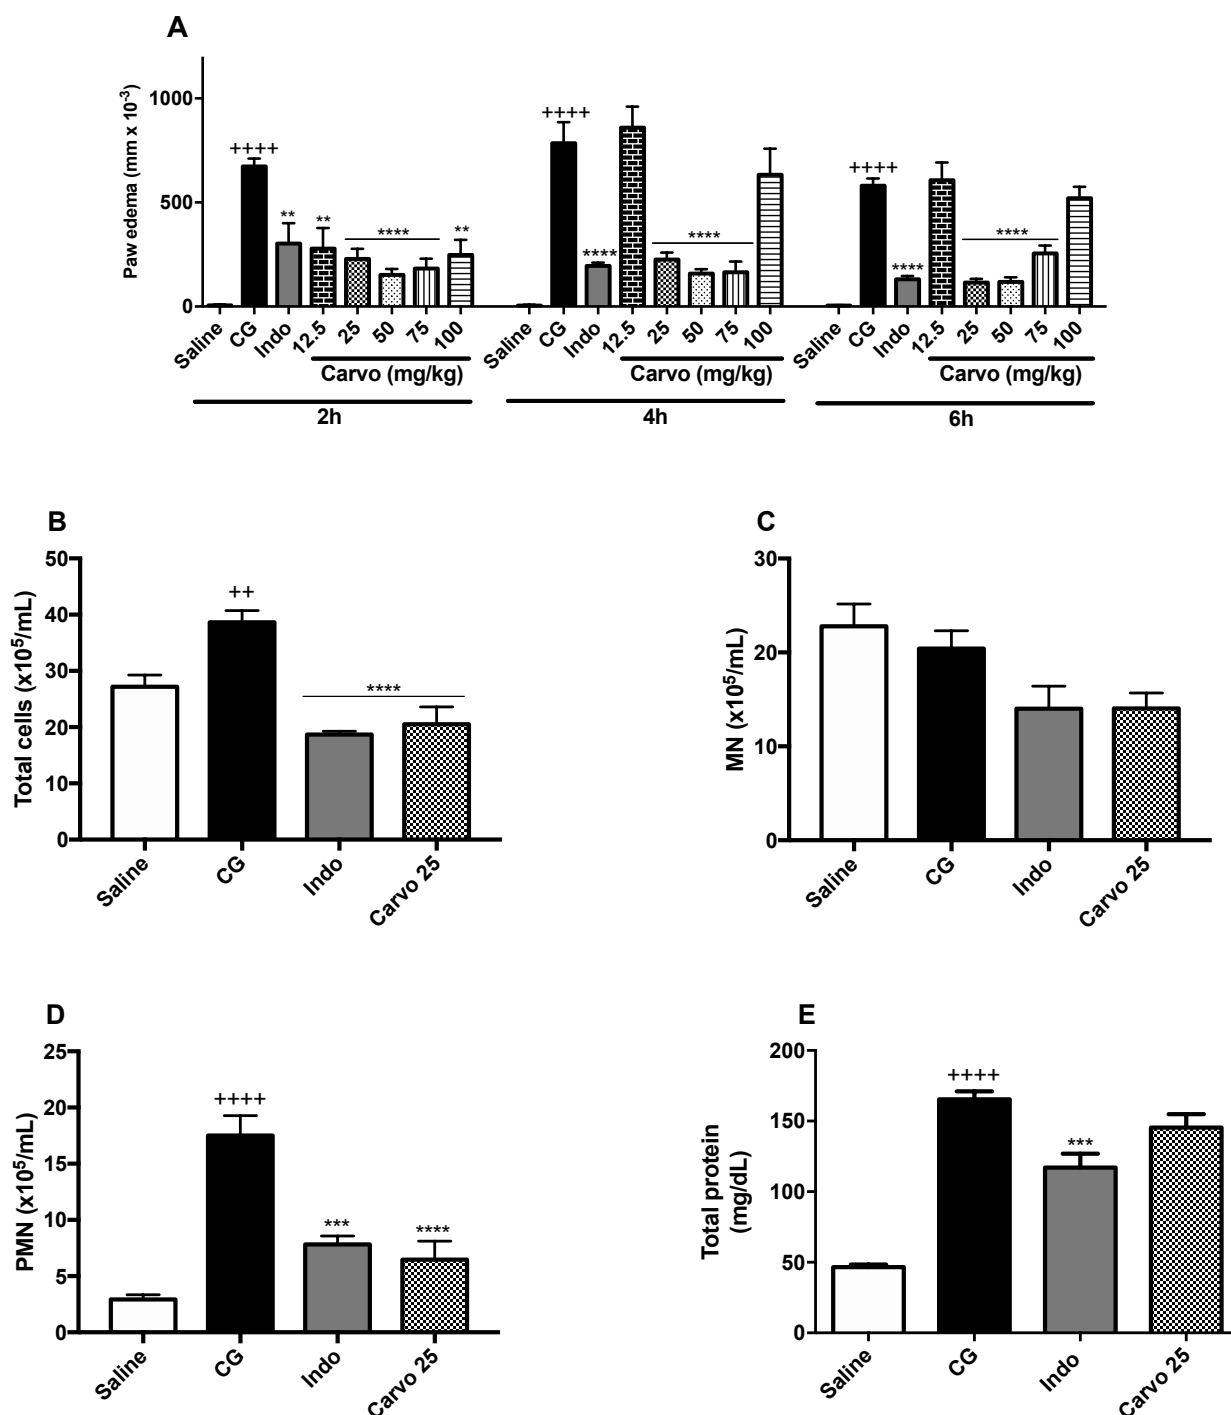 A
Paw edema (mm x 10⁻³)
1000
500
0
++++
**
**
****
**
++++
****
****
++++
****
****
Saline CG Indo 12.5 25 50 75 100 Saline CG Indo 12.5 25 50 75 100 Saline CG Indo 12.5 25 50 75 100
Carvo (mg/kg) Carvo (mg/kg) Carvo (mg/kg)
2h 4h 6h
B
Total cells (x10⁵/mL)
50
40
30
20
10
0
++
****
Saline CG Indo Carvo 25
C
MN (x10⁵/mL)
30
20
10
0
Saline CG Indo Carvo 25
D
PMN (x10⁵/mL)
25
20
15
10
5
0
++++
***
****
Saline CG Indo Carvo 25
E
Total protein
(mg/dL)
200
150
100
50
0
++++
***
Saline CG Indo Carvo 25